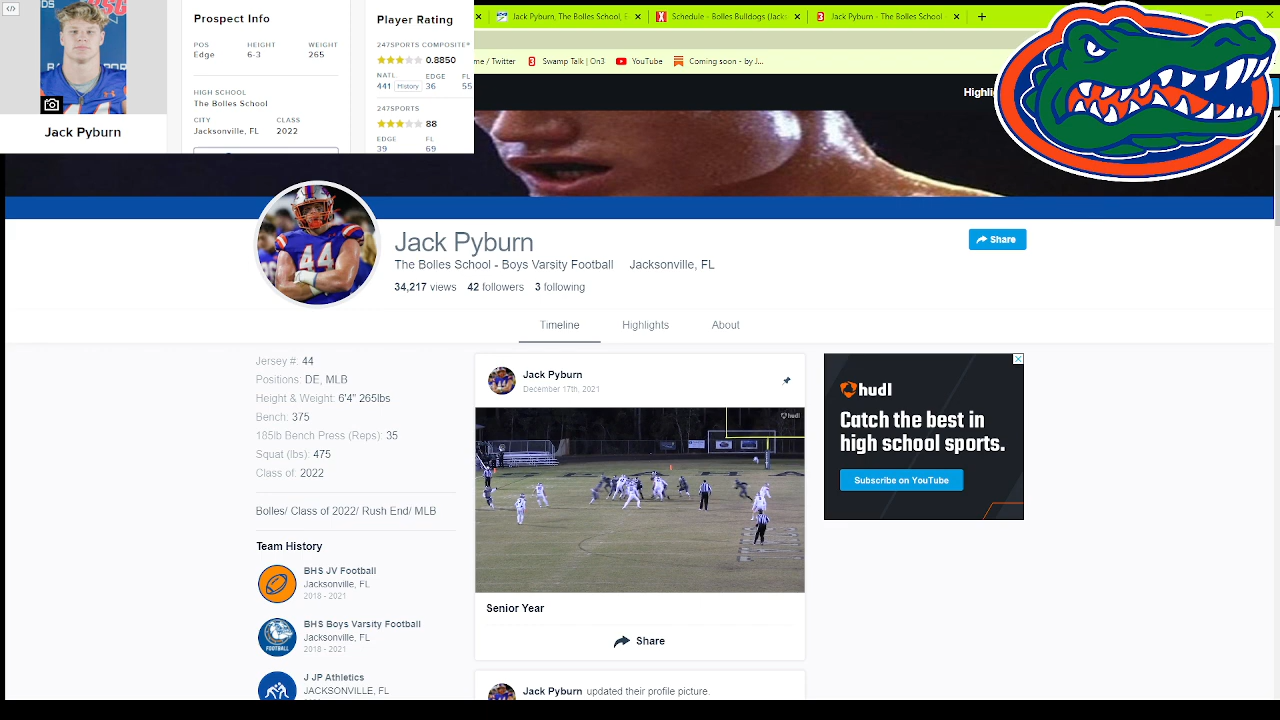 Jack Pyburn
Prospect Info
POS HEIGHT WEIGHT
Edge 6-3 265
HIGH SCHOOL
The Bolles School
CITY CLASS
Jacksonville, FL 2022
Player Rating
247SPORTS COMPOSITE®
0.8850
NATL. EDGE FL
441 History 36 55
247SPORTS
88
EDGE FL
39 69
Jack Pyburn, The Bolles School,
Schedule - Bolles Bulldogs (Jacks
Jack Pyburn - The Bolles School
me / Twitter
Swamp Talk | On3
YouTube
Coming soon - by J...
Jack Pyburn
The Bolles School - Boys Varsity Football Jacksonville, FL
34,217 views 42 followers 3 following
Share
Timeline Highlights About
Jersey #: 44
Positions: DE, MLB
Height & Weight: 6'4" 265lbs
Bench: 375
185lb Bench Press (Reps): 35
Squat (lbs): 475
Class of: 2022
Bolles/ Class of 2022/ Rush End/ MLB
Team History
BHS JV Football
Jacksonville, FL
2018 - 2021
BHS Boys Varsity Football
Jacksonville, FL
2018 - 2021
J JP Athletics
JACKSONVILLE, FL
Jack Pyburn
December 17th, 2021
hudl
Senior Year
Share
Jack Pyburn updated their profile picture.
hudl
Catch the best in
high school sports.
Subscribe on YouTube
44
FOOTBALL